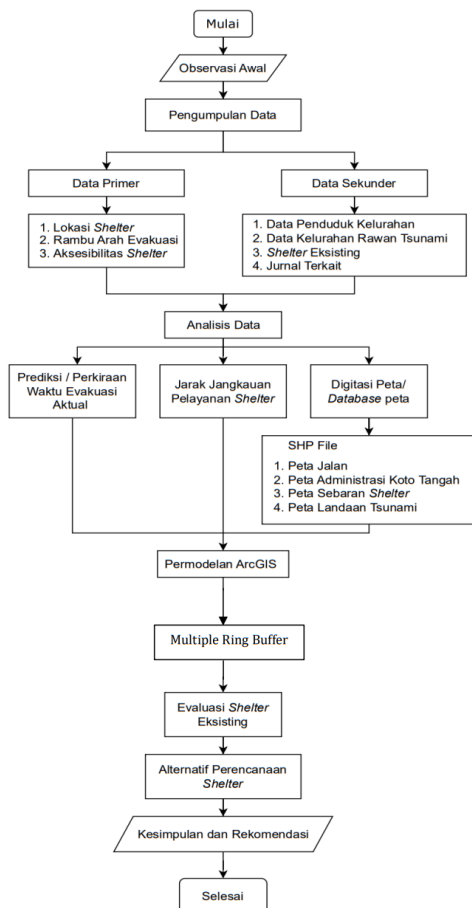 Mulai
Observasi Awal
Pengumpulan Data
Data Primer
Data Sekunder
1. Lokasi Shelter
2. Rambu Arah Evakuasi
3. Aksesibilitas Shelter
1. Data Penduduk Kelurahan
2. Data Kelurahan Rawan Tsunami
3. Shelter Eksisting
4. Jurnal Terkait
Analisis Data
Prediksi / Perkiraan
Waktu Evakuasi
Aktual
Jarak Jangkauan
Pelayanan Shelter
Digitasi Peta/
Database peta
SHP File
1. Peta Jalan
2. Peta Administrasi Koto Tangah
3. Peta Sebaran Shelter
4. Peta Landaan Tsunami
Permodelan ArcGIS
Multiple Ring Buffer
Evaluasi Shelter
Eksisting
Alternatif Perencanaan
Shelter
Kesimpulan dan Rekomendasi
Selesai